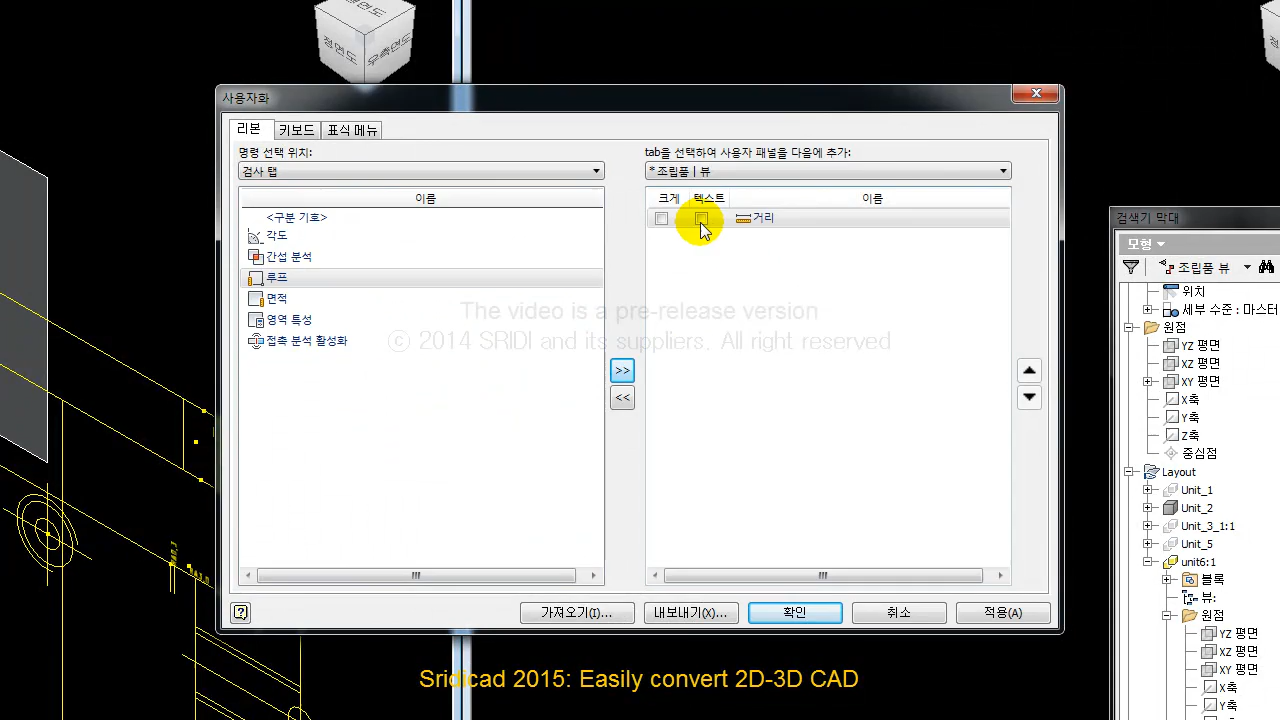 면도
정면도
우측면도
사용자화
리본
키보드
표식 메뉴
명령 선택 위치:
tab을 선택하여 사용자 패널을 다음에 추가:
검사 탭
* 조립품 | 뷰
이름
크게
텍스트
이름
<구분 기호>
거리
각도
간섭 분석
루프
면적
영역 특성
접촉 분석 활성화
The video is a pre-release version
© 2014 SRIDI and its suppliers. All right reserved
>>
<<
가져오기(I)...
내보내기(X)...
확인
취소
적용(A)
검색기 막대
모형
조립품 뷰
위치
세부 수준 : 마스터
원점
YZ 평면
XZ 평면
XY 평면
X축
Y축
Z축
중심점
Layout
Unit_1
Unit_2
Unit_3_1:1
Unit_5
unit6:1
블록
뷰:
원점
YZ 평면
XZ 평면
XY 평면
X축
Y축
Sridicad 2015: Easily convert 2D-3D CAD